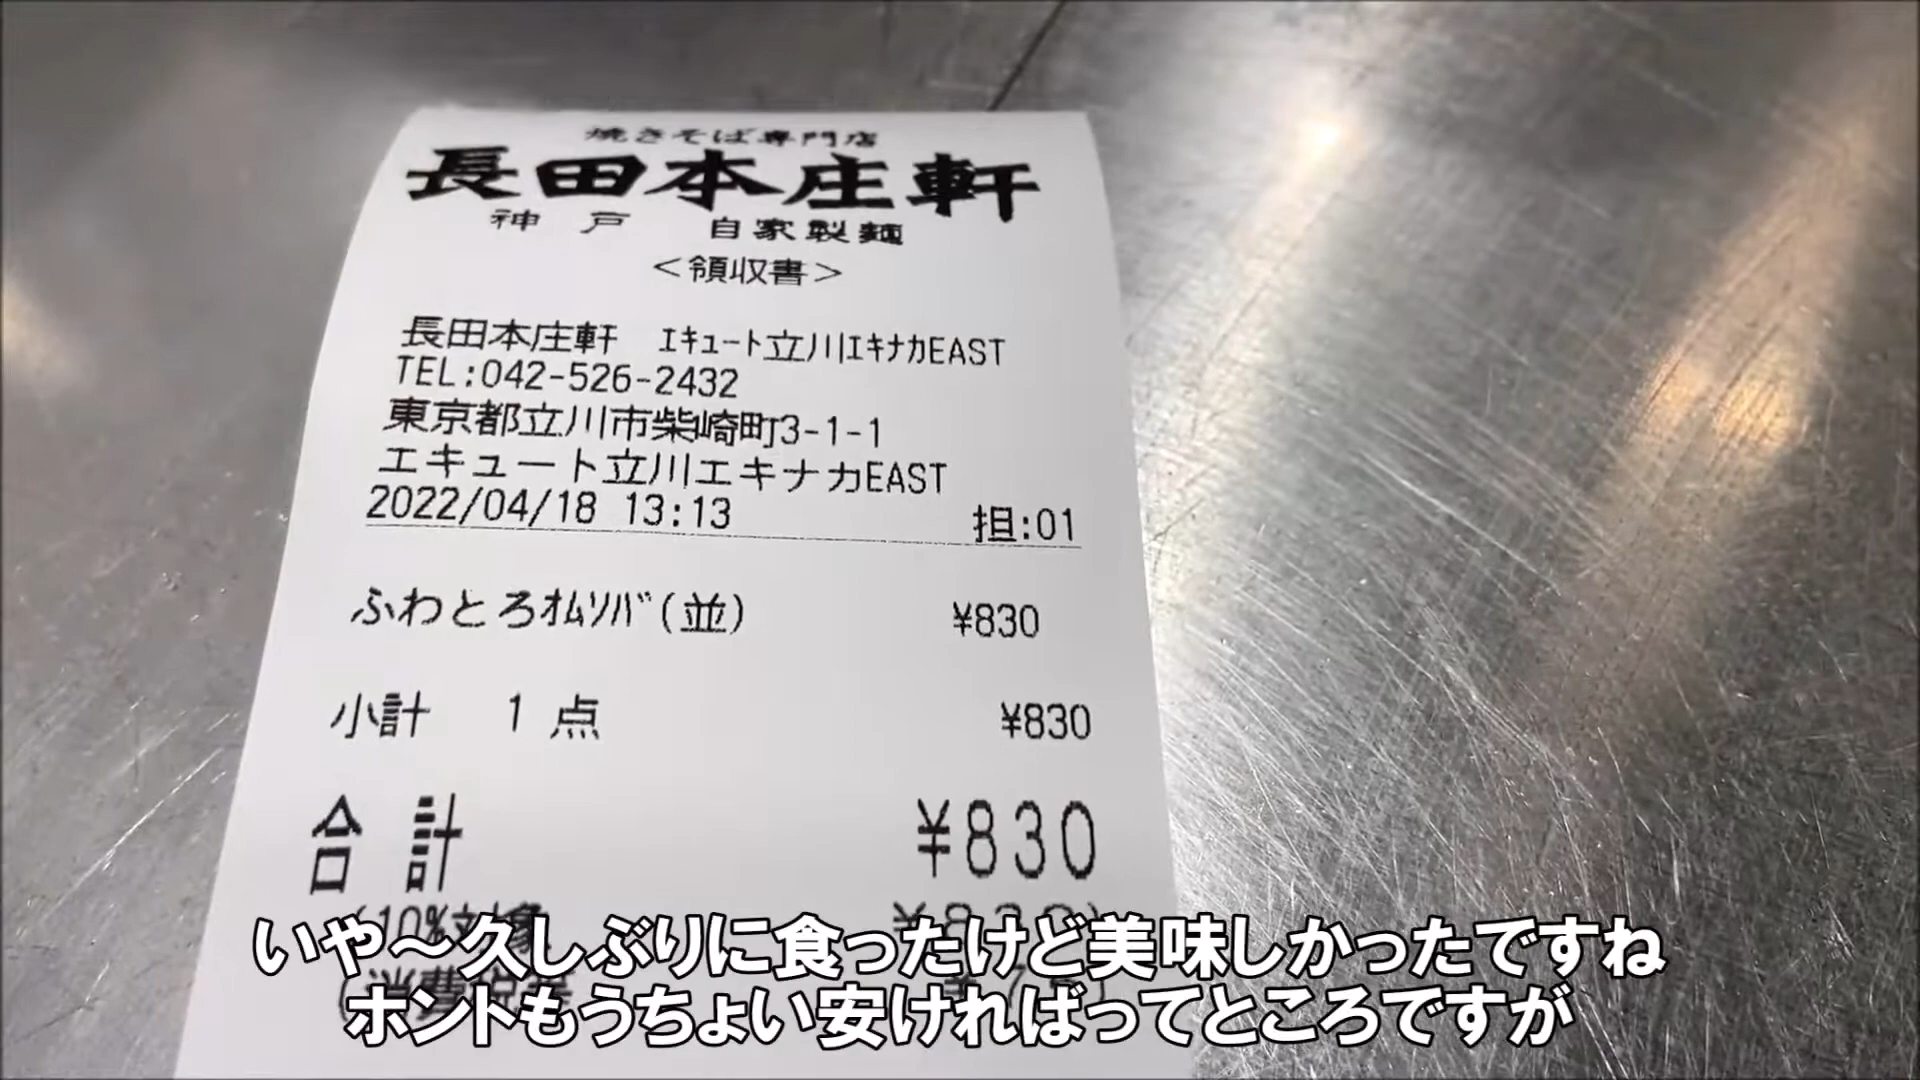 焼きそば専門店
長田本庄軒
神戸 自家製麺
＜領収書＞
長田本庄軒 ｴｷｭｰﾄ立川ｴｷﾅｶEAST
TEL:042-526-2432
東京都立川市柴崎町3-1-1
エキュート立川エキナカEAST
2022/04/18 13:13 担:01
ふわとろｵﾑｿﾊﾞ(並) ¥830
小計 1 点 ¥830
合計 ¥830
(10%対象 ¥830)
いや～久しぶりに食ったけど美味しかったですね
ホントもうちょい安ければってところですが